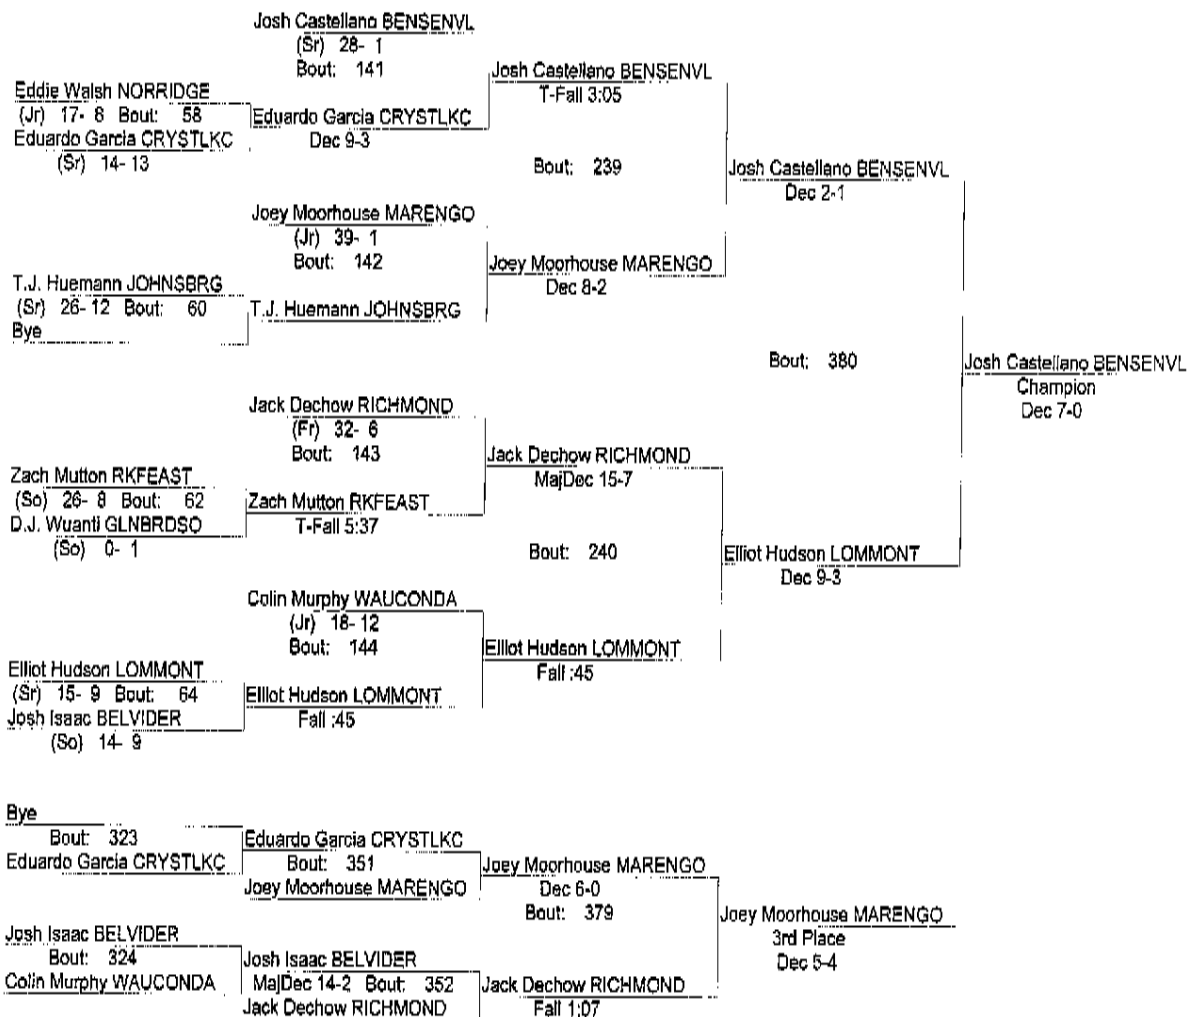 Josh Castellano BENSENVL
(Sr) 28- 1
Bout: 141
Josh Castellano BENSENVL
T-Fall 3:05
Eddie Walsh NORRIDGE
(Jr) 17- 8 Bout: 58
Eduardo Garcia CRYSTLKC
Dec 9-3
Eduardo Garcia CRYSTLKC
(Sr) 14- 13
Bout: 239
Josh Castellano BENSENVL
Dec 2-1
Joey Moorhouse MARENGO
(Jr) 39- 1
Bout: 142
Joey Moorhouse MARENGO
Dec 8-2
T.J. Huemann JOHNSBRG
(Sr) 26- 12 Bout: 60
T.J. Huemann JOHNSBRG
Bye
Bout: 380
Josh Castellano BENSENVL
Champion
Dec 7-0
Jack Dechow RICHMOND
(Fr) 32- 6
Bout: 143
Jack Dechow RICHMOND
MajDec 15-7
Zach Mutton RKFEAST
(So) 26- 8 Bout: 62
Zach Mutton RKFEAST
T-Fall 5:37
D.J. Wuanti GLNBRDSO
(So) 0- 1
Bout: 240
Elliot Hudson LOMMONT
Dec 9-3
Colin Murphy WAUCONDA
(Jr) 18- 12
Bout: 144
Elliot Hudson LOMMONT
Fall :45
Elliot Hudson LOMMONT
(Sr) 15- 9 Bout: 64
Elliot Hudson LOMMONT
Fall :45
Josh Isaac BELVIDER
(So) 14- 9
Bye
Bout: 323
Eduardo Garcia CRYSTLKC
Eduardo Garcia CRYSTLKC
Bout: 351
Joey Moorhouse MARENGO
Joey Moorhouse MARENGO
Dec 6-0
Bout: 379
Joey Moorhouse MARENGO
3rd Place
Dec 5-4
Josh Isaac BELVIDER
Bout: 324
Colin Murphy WAUCONDA
Josh Isaac BELVIDER
MajDec 14-2 Bout: 352
Jack Dechow RICHMOND
Jack Dechow RICHMOND
Fall 1:07